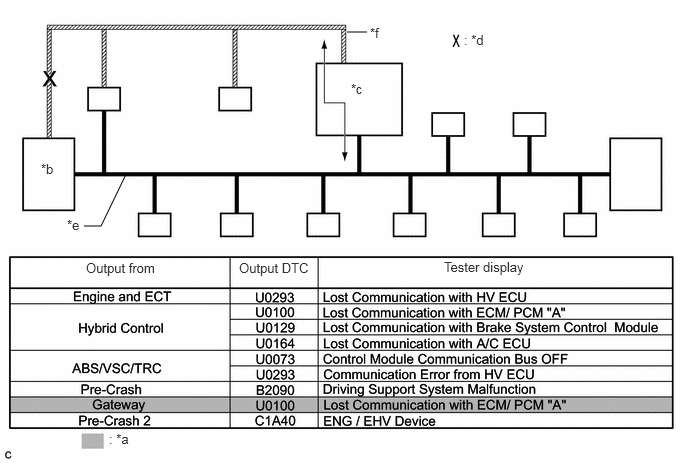 *f
X : *d
*c
*b
X
*e
Output from Output DTC Tester display
Engine and ECT U0293 Lost Communication with HV ECU
Hybrid Control U0100 Lost Communication with ECM/ PCM "A"
U0129 Lost Communication with Brake System Control Module
U0164 Lost Communication with A/C ECU
ABS/VSC/TRC U0073 Control Module Communication Bus OFF
U0293 Communication Error from HV ECU
Pre-Crash B2090 Driving Support System Malfunction
Gateway U0100 Lost Communication with ECM/ PCM "A"
Pre-Crash 2 C1A40 ENG / EHV Device
: *a
c